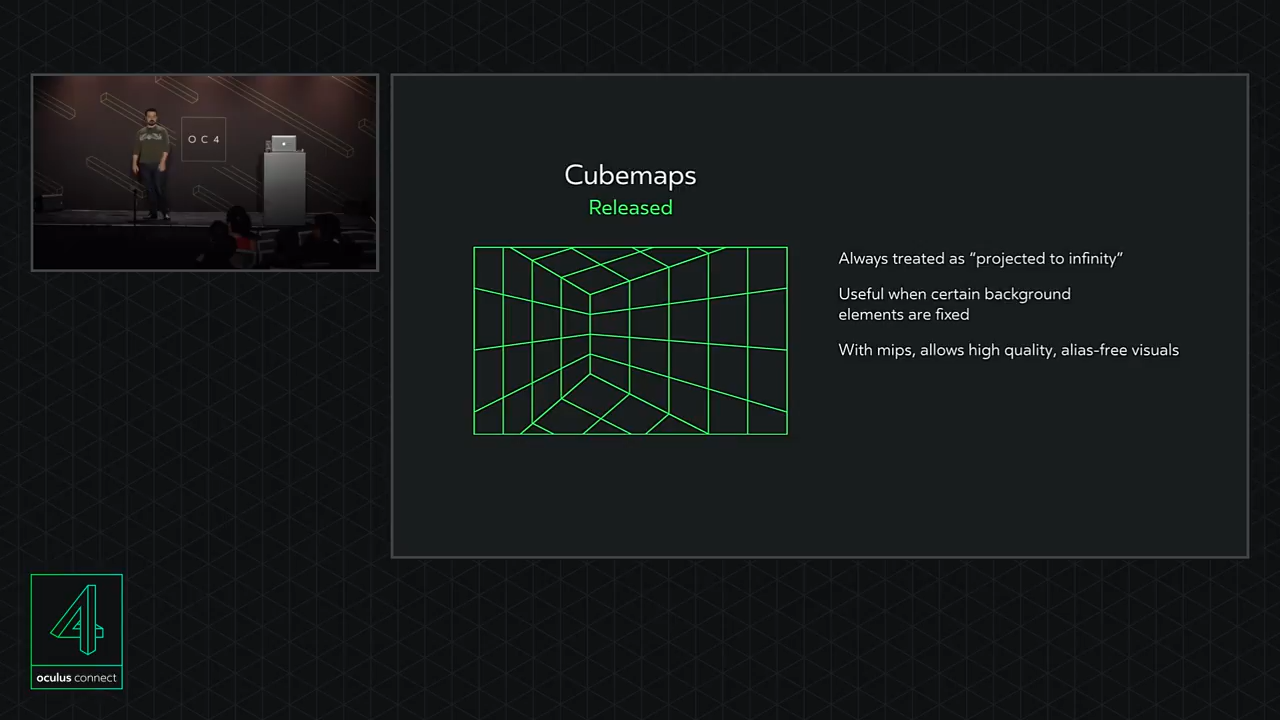 OC4
Cubemaps
Released
Always treated as “projected to infinity”
Useful when certain background
elements are fixed
With mips, allows high quality, alias-free visuals
4
oculus connect